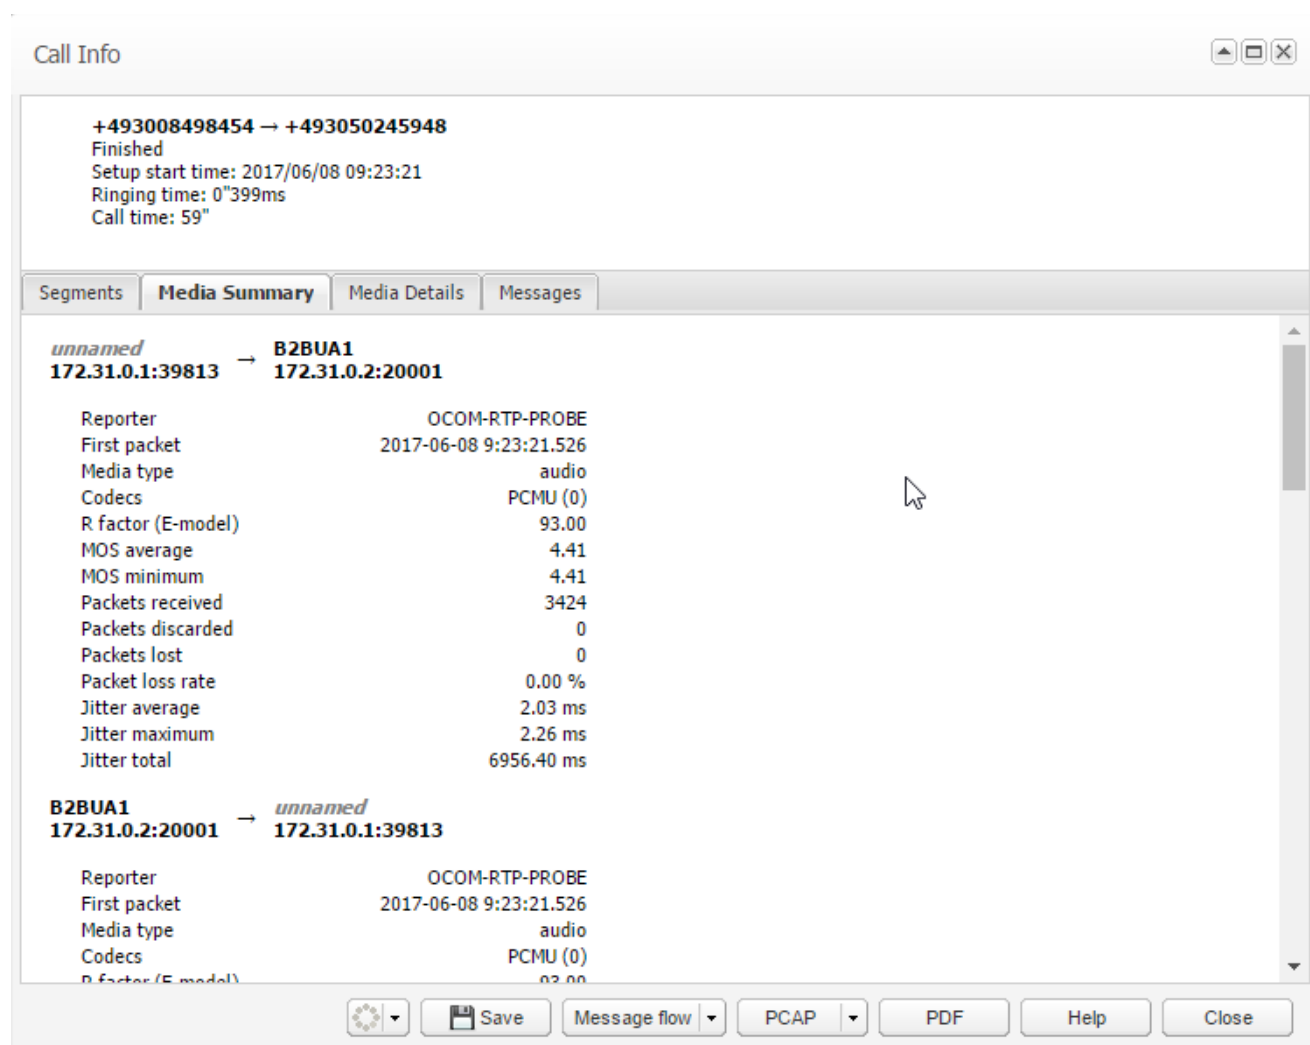 Call Info
+493008498454 → +493050245948
Finished
Setup start time: 2017/06/08 09:23:21
Ringing time: 0"399ms
Call time: 59"
Segments Media Summary Media Details Messages
unnamed → B2BUA1
172.31.0.1:39813 172.31.0.2:20001
Reporter OCOM-RTP-PROBE
First packet 2017-06-08 9:23:21.526
Media type audio
Codecs PCMU (0)
R factor (E-model) 93.00
MOS average 4.41
MOS minimum 4.41
Packets received 3424
Packets discarded 0
Packets lost 0
Packet loss rate 0.00 %
Jitter average 2.03 ms
Jitter maximum 2.26 ms
Jitter total 6956.40 ms
B2BUA1 → unnamed
172.31.0.2:20001 172.31.0.1:39813
Reporter OCOM-RTP-PROBE
First packet 2017-06-08 9:23:21.526
Media type audio
Codecs PCMU (0)
R factor (E-model) 93.00
Save Message flow PCAP PDF Help Close